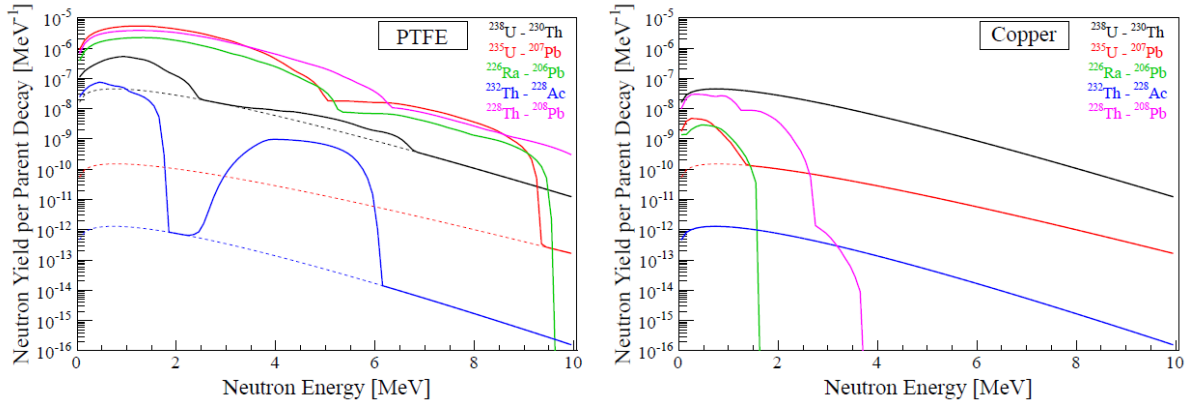 Neutron Yield per Parent Decay [MeV⁻¹]
10⁻⁵
10⁻⁶
10⁻⁷
10⁻⁸
10⁻⁹
10⁻¹⁰
10⁻¹¹
10⁻¹²
10⁻¹³
10⁻¹⁴
10⁻¹⁵
10⁻¹⁶
PTFE
²³⁸U - ²³⁰Th
²³⁵U - ²⁰⁷Pb
²²⁶Ra - ²⁰⁶Pb
²³²Th - ²²⁸Ac
²²⁸Th - ²⁰⁸Pb
0 2 4 6 8 10
Neutron Energy [MeV]
Neutron Yield per Parent Decay [MeV⁻¹]
10⁻⁵
10⁻⁶
10⁻⁷
10⁻⁸
10⁻⁹
10⁻¹⁰
10⁻¹¹
10⁻¹²
10⁻¹³
10⁻¹⁴
10⁻¹⁵
10⁻¹⁶
Copper
²³⁸U - ²³⁰Th
²³⁵U - ²⁰⁷Pb
²²⁶Ra - ²⁰⁶Pb
²³²Th - ²²⁸Ac
²²⁸Th - ²⁰⁸Pb
0 2 4 6 8 10
Neutron Energy [MeV]